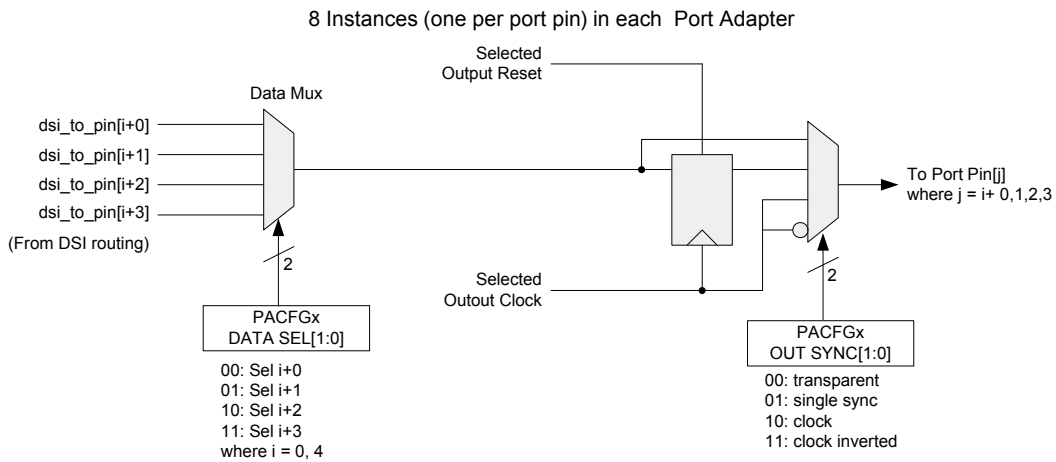 8 Instances (one per port pin) in each Port Adapter
Selected
Output Reset
Data Mux
dsi_to_pin[i+0]
dsi_to_pin[i+1]
dsi_to_pin[i+2]
dsi_to_pin[i+3]
(From DSI routing)
To Port Pin[j]
where j = i+ 0,1,2,3
2
2
Selected
Outout Clock
PACFGx
DATA SEL[1:0]
00: Sel i+0
01: Sel i+1
10: Sel i+2
11: Sel i+3
where i = 0, 4
PACFGx
OUT SYNC[1:0]
00: transparent
01: single sync
10: clock
11: clock inverted